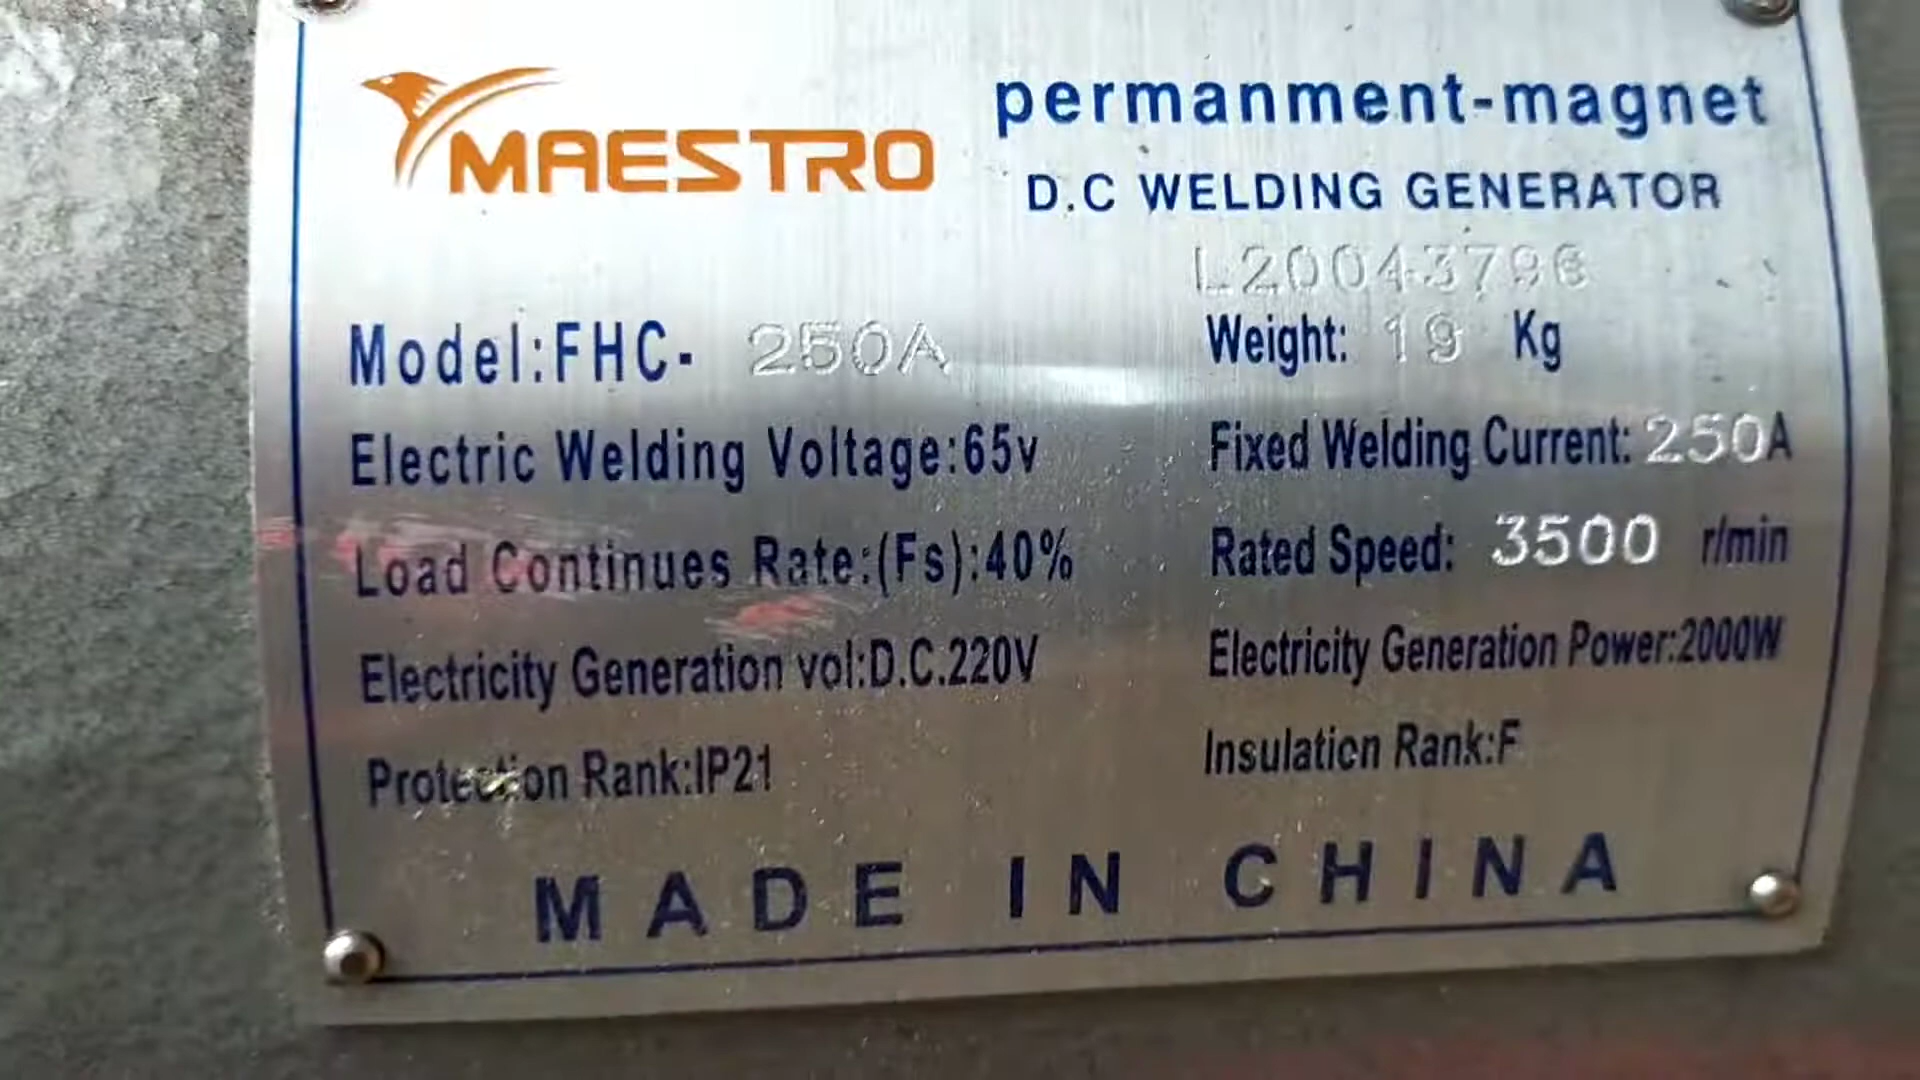 MAESTRO
permanment-magnet
D.C WELDING GENERATOR
L20043796
Model:FHC- 250A
Weight: 19 Kg
Electric Welding Voltage:65v
Fixed Welding Current: 250A
Load Continues Rate:(Fs):40%
Rated Speed: 3500 r/min
Electricity Generation vol:D.C.220V
Electricity Generation Power:2000W
Protection Rank:IP21
Insulation Rank:F
MADE IN CHINA